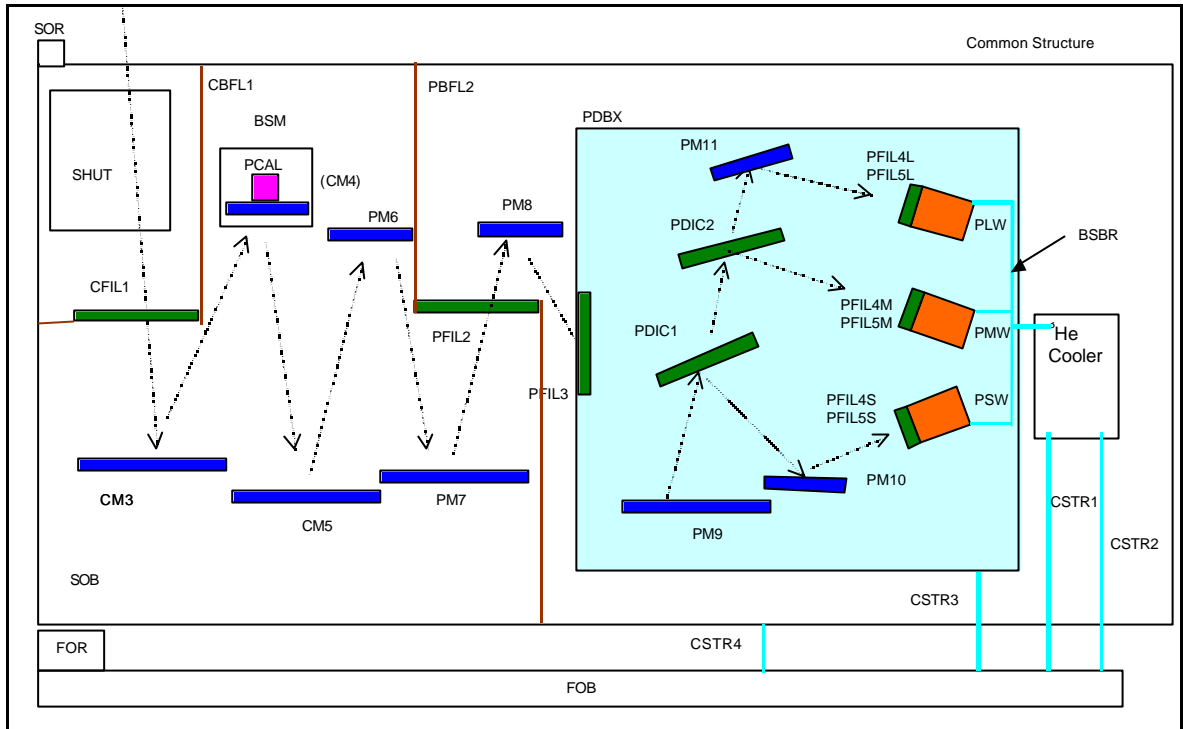 SOR
Common Structure
CBFL1
PBFL2
BSM
PDBX
SHUT
PCAL
(CM4)
PM6
PM8
PM11
PFIL4L
PFIL5L
PLW
BSBR
PDIC2
CFIL1
PFIL2
PFIL3
PDIC1
PFIL4M
PFIL5M
PMW
He
Cooler
PFIL4S
PFIL5S
PSW
CM3
CM5
PM7
PM9
PM10
CSTR1
CSTR2
SOB
CSTR3
CSTR4
FOR
FOB